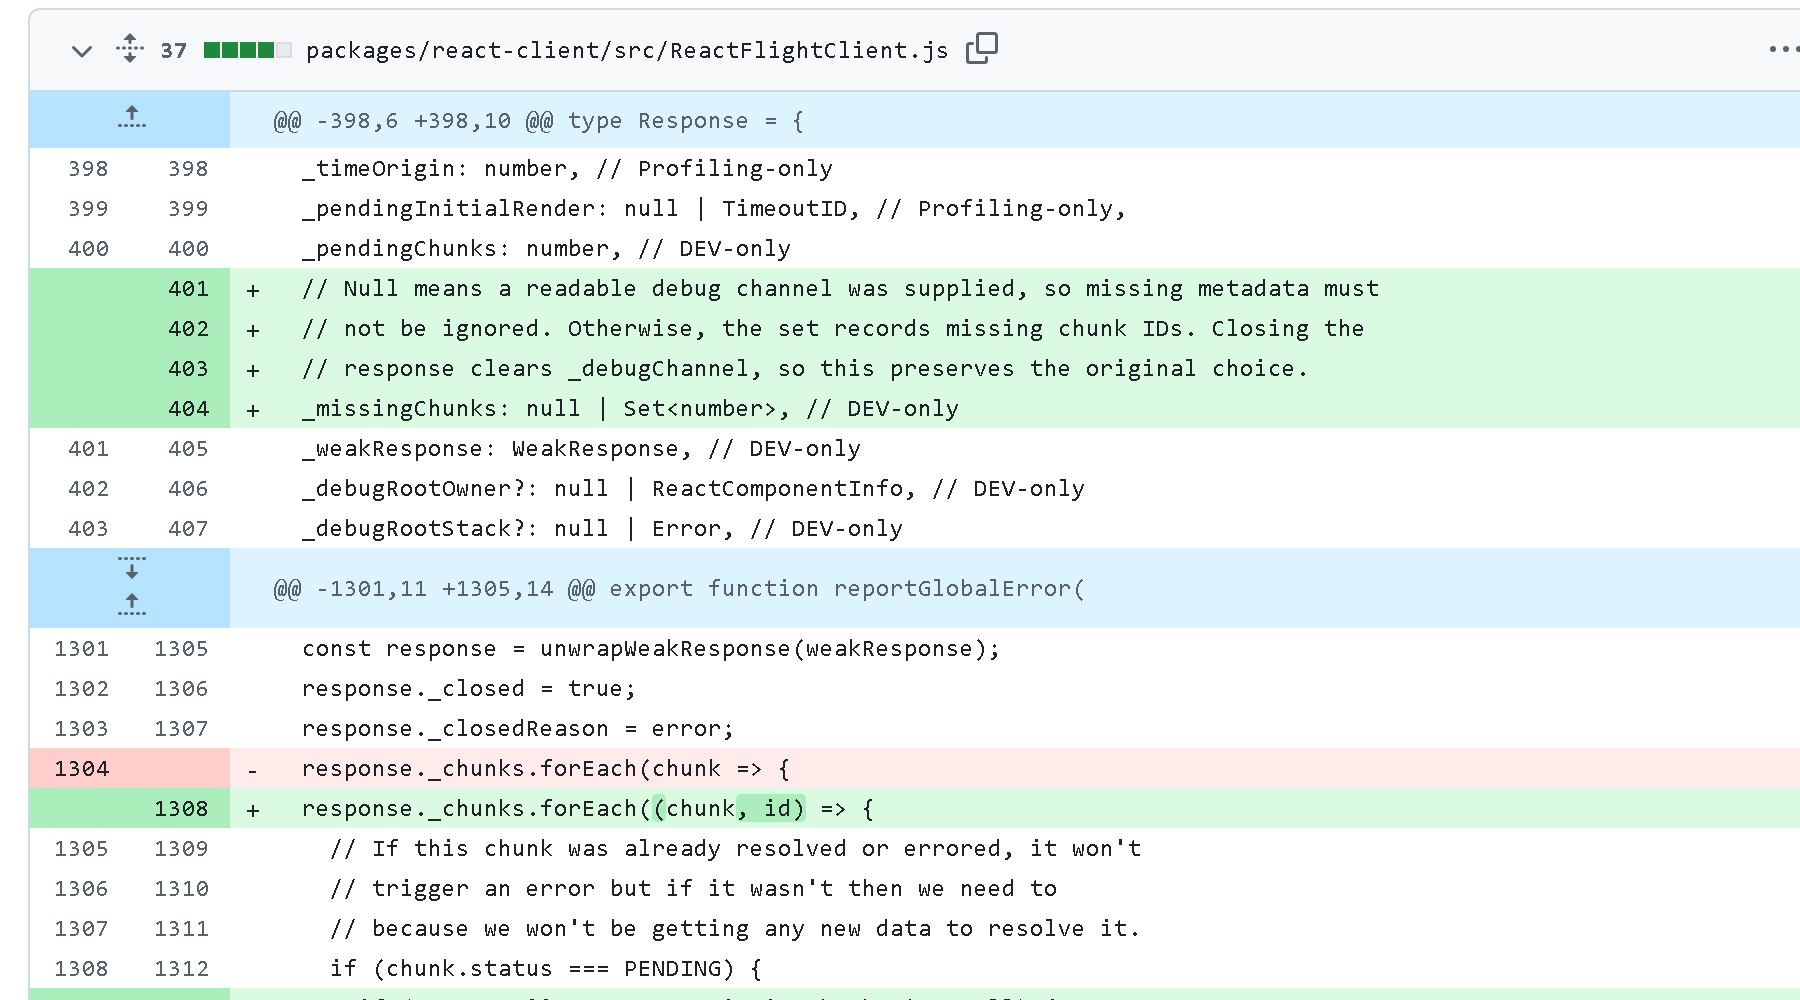 37 packages/react-client/src/ReactFlightClient.js
@@ -398,6 +398,10 @@ type Response = {
398 398 _timeOrigin: number, // Profiling-only
399 399 _pendingInitialRender: null | TimeoutID, // Profiling-only,
400 400 _pendingChunks: number, // DEV-only
401 + // Null means a readable debug channel was supplied, so missing metadata must
402 + // not be ignored. Otherwise, the set records missing chunk IDs. Closing the
403 + // response clears _debugChannel, so this preserves the original choice.
404 + _missingChunks: null | Set<number>, // DEV-only
401 405 _weakResponse: WeakResponse, // DEV-only
402 406 _debugRootOwner?: null | ReactComponentInfo, // DEV-only
403 407 _debugRootStack?: null | Error, // DEV-only
@@ -1301,11 +1305,14 @@ export function reportGlobalError(
1301 1305 const response = unwrapWeakResponse(weakResponse);
1302 1306 response._closed = true;
1303 1307 response._closedReason = error;
1304 - response._chunks.forEach(chunk => {
1308 + response._chunks.forEach((chunk, id) => {
1305 1309 // If this chunk was already resolved or errored, it won't
1306 1310 // trigger an error but if it wasn't then we need to
1307 1311 // because we won't be getting any new data to resolve it.
1308 1312 if (chunk.status === PENDING) {